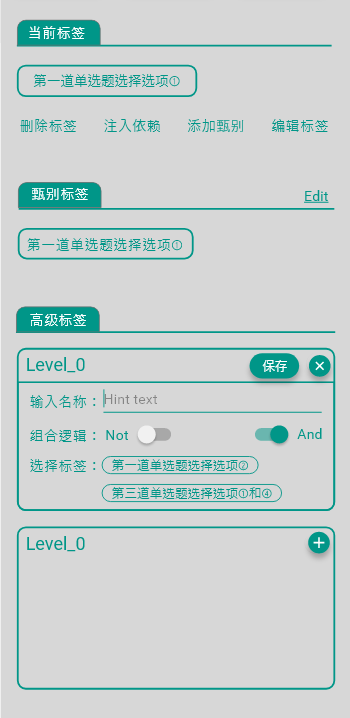 当前标签
第一道单选题选择选项①
删除标签 注入依赖 添加甄别 编辑标签
甄别标签 Edit
第一道单选题选择选项①
高级标签
Level_0 保存
输入名称： Hint text
组合逻辑： Not And
选择标签： 第一道单选题选择选项②
第三道单选题选择选项①和④
Level_0